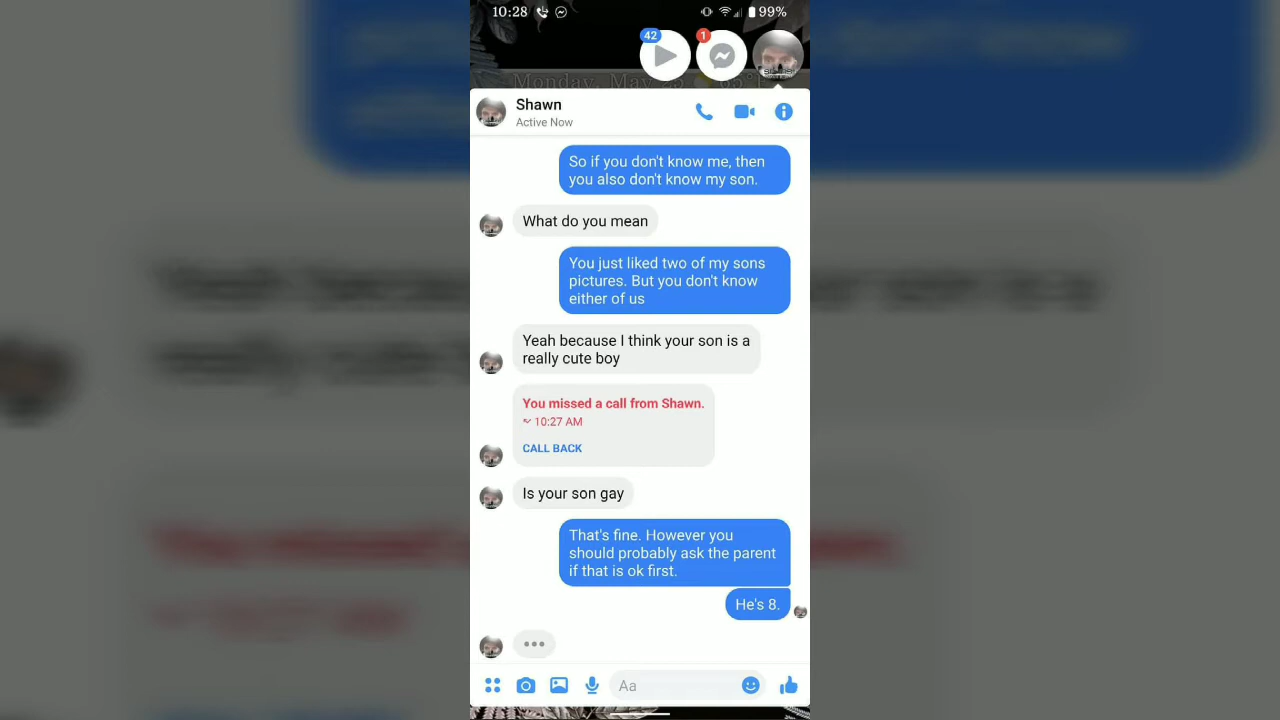 10:28
99%
42
1
Monday, May 25
Shawn
Active Now
So if you don't know me, then
you also don't know my son.
What do you mean
You just liked two of my sons
pictures. But you don't know
either of us
Yeah because I think your son is a
really cute boy
You missed a call from Shawn.
10:27 AM
CALL BACK
Is your son gay
That's fine. However you
should probably ask the parent
if that is ok first.
He's 8.
Aa